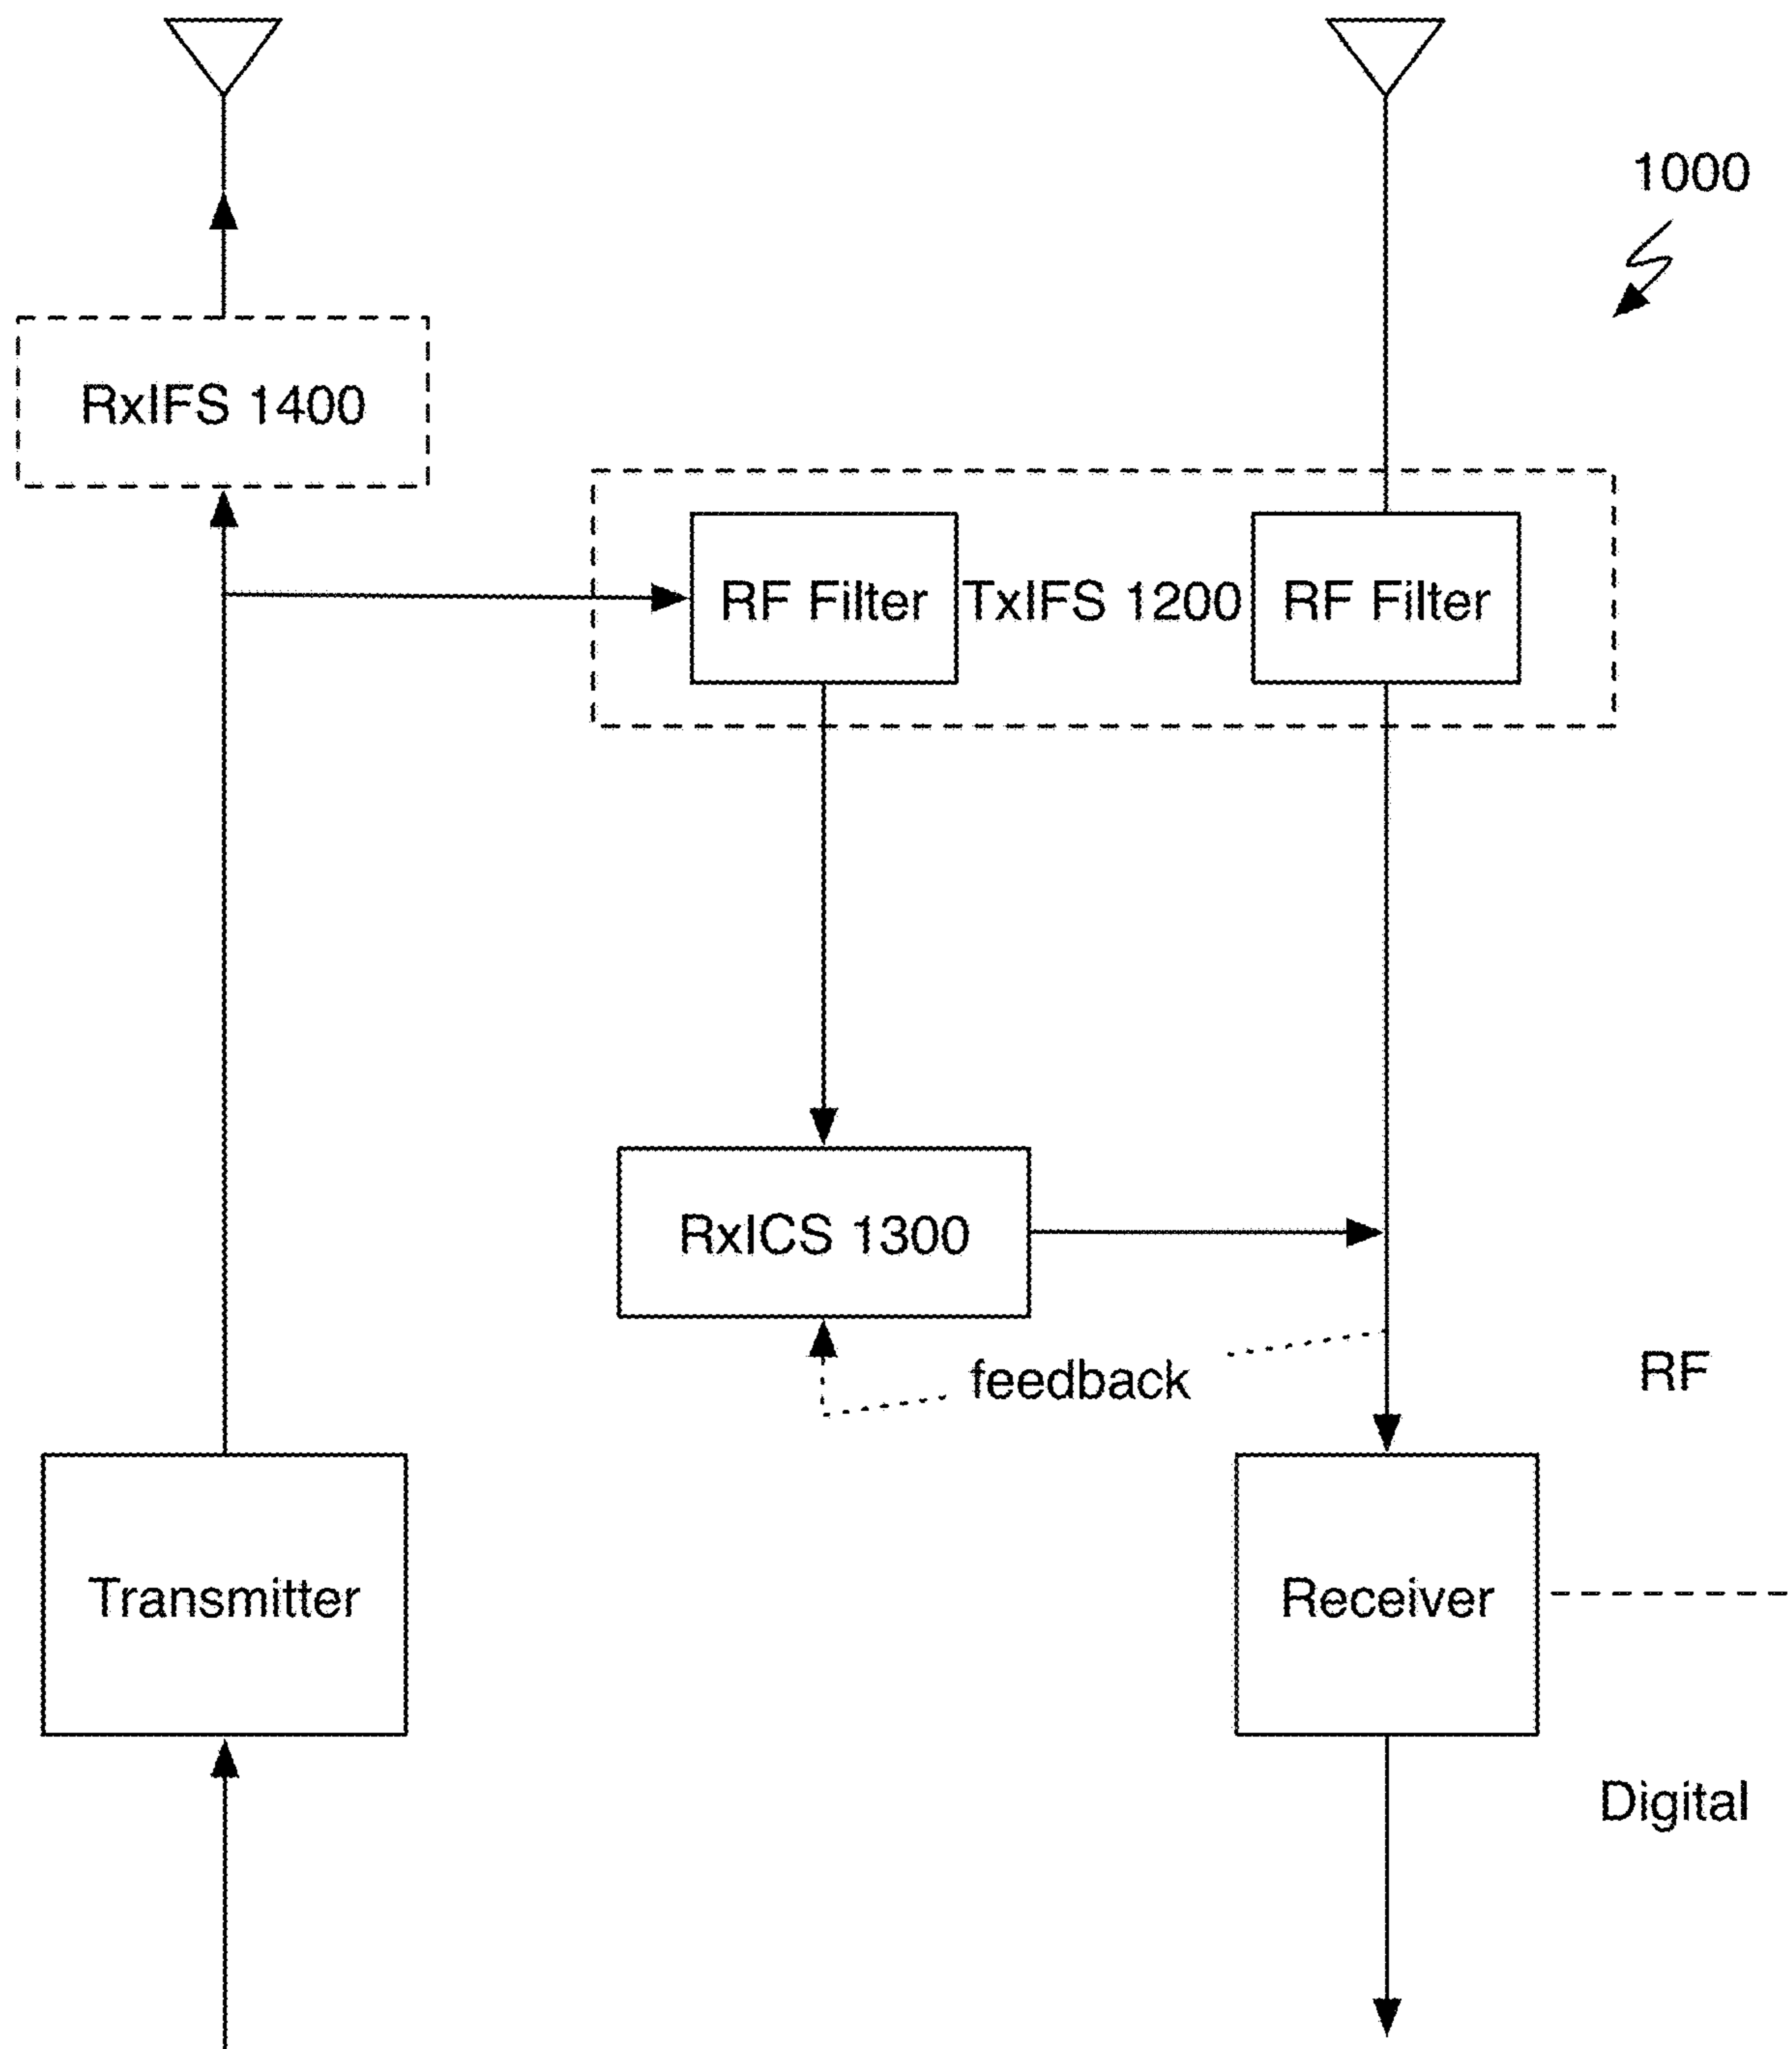 1000
RxIFS 1400
RF Filter
TxIFS 1200
RF Filter
RxICS 1300
feedback
RF
Transmitter
Receiver
Digital